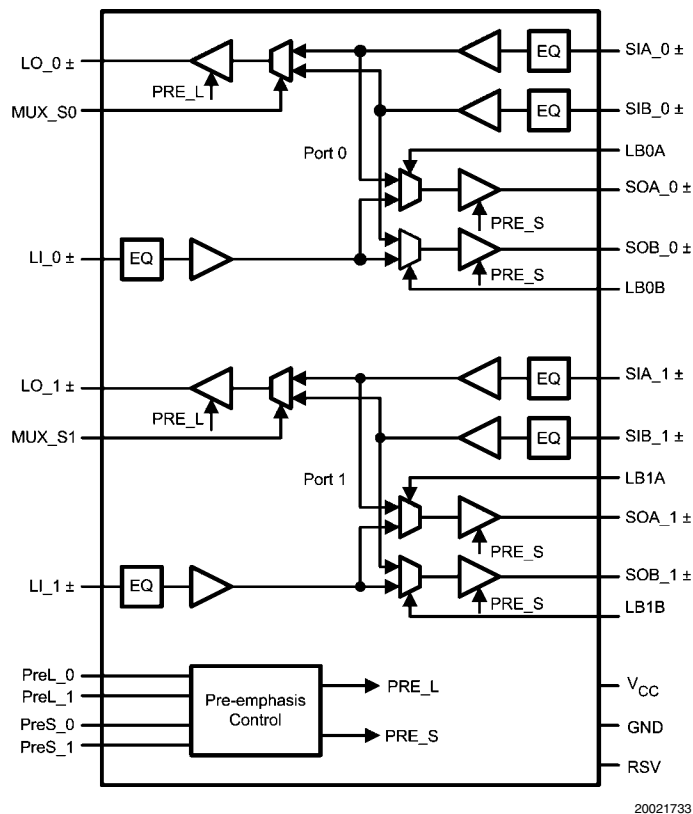 LO_0 ±
PRE_L
EQ
SIA_0 ±
MUX_S0
EQ
SIB_0 ±
Port 0
LB0A
SOA_0 ±
PRE_S
LI_0 ±
EQ
SOB_0 ±
PRE_S
LB0B
LO_1 ±
PRE_L
EQ
SIA_1 ±
MUX_S1
EQ
SIB_1 ±
Port 1
LB1A
SOA_1 ±
PRE_S
LI_1 ±
EQ
SOB_1 ±
PRE_S
LB1B
PreL_0
PreL_1
PreS_0
PreS_1
Pre-emphasis
Control
PRE_L
PRE_S
VCC
GND
RSV
20021733